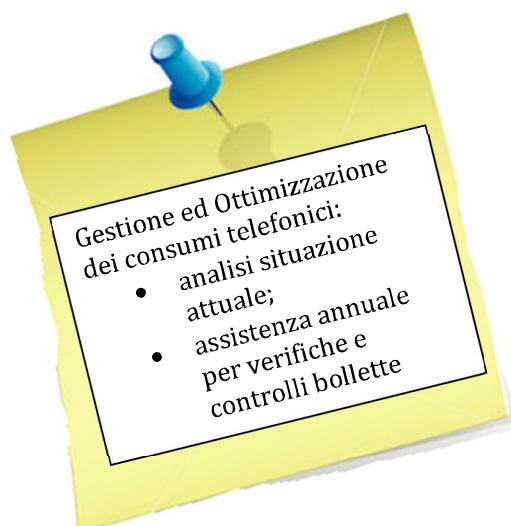 Gestione ed Ottimizzazione
dei consumi telefonici:
• analisi situazione
attuale;
• assistenza annuale
per verifiche e
controlli bollette